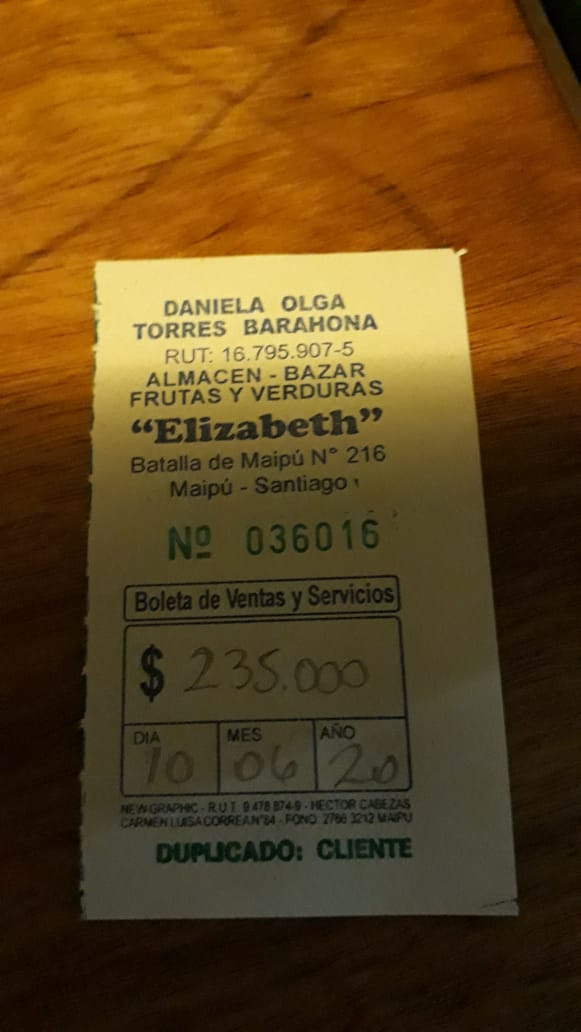 DANIELA OLGA
TORRES BARAHONA
RUT: 16.795.907-5
ALMACEN - BAZAR
FRUTAS Y VERDURAS
"Elizabeth"
Batalla de Maipú N° 216
Maipú - Santiago
Nº 036016
Boleta de Ventas y Servicios
$ 235.000
DIA MES AÑO
10 06 20
NEW GRAPHIC - R.U.T. 9 478 874-9 - HECTOR CABEZAS
CARMEN LUISA CORREA N°84 - FONO: 2766 3212 MAIPU
DUPLICADO: CLIENTE